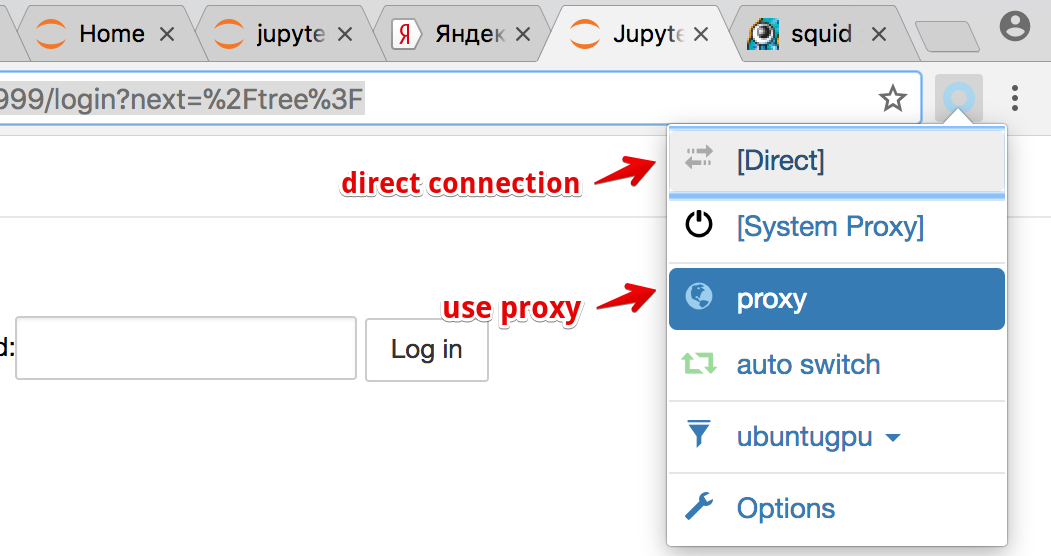 Home
jupyte
Я Яндек
Jupyte
squid
999/login?next=%2Ftree%3F
direct connection
[Direct]
[System Proxy]
use proxy
proxy
d:
Log in
auto switch
ubuntugpu
Options